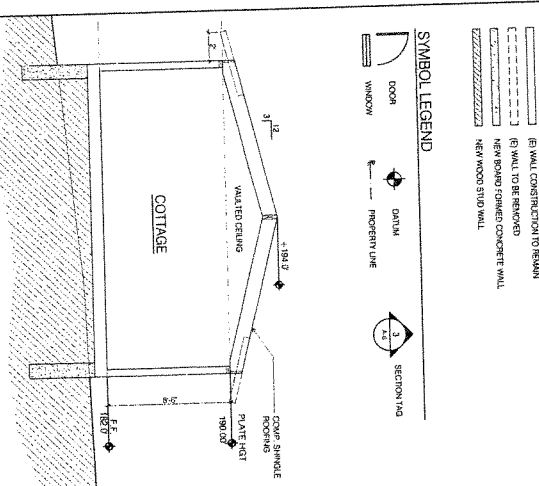 (E) WALL CONSTRUCTION TO REMAIN
(E) WALL TO BE REMOVED
NEW BOARD FORMED CONCRETE WALL
NEW WOOD STUD WALL
SYMBOL LEGEND
DOOR
DATUM
3
A-6
SECTION TAG
WINDOW
PROPERTY LINE
12
3
2'
+194.0'
VAULTED CEILING
COMP. SHINGLE
ROOFING
PLATE HGT
190.00'
COTTAGE
F.F.
182.0'